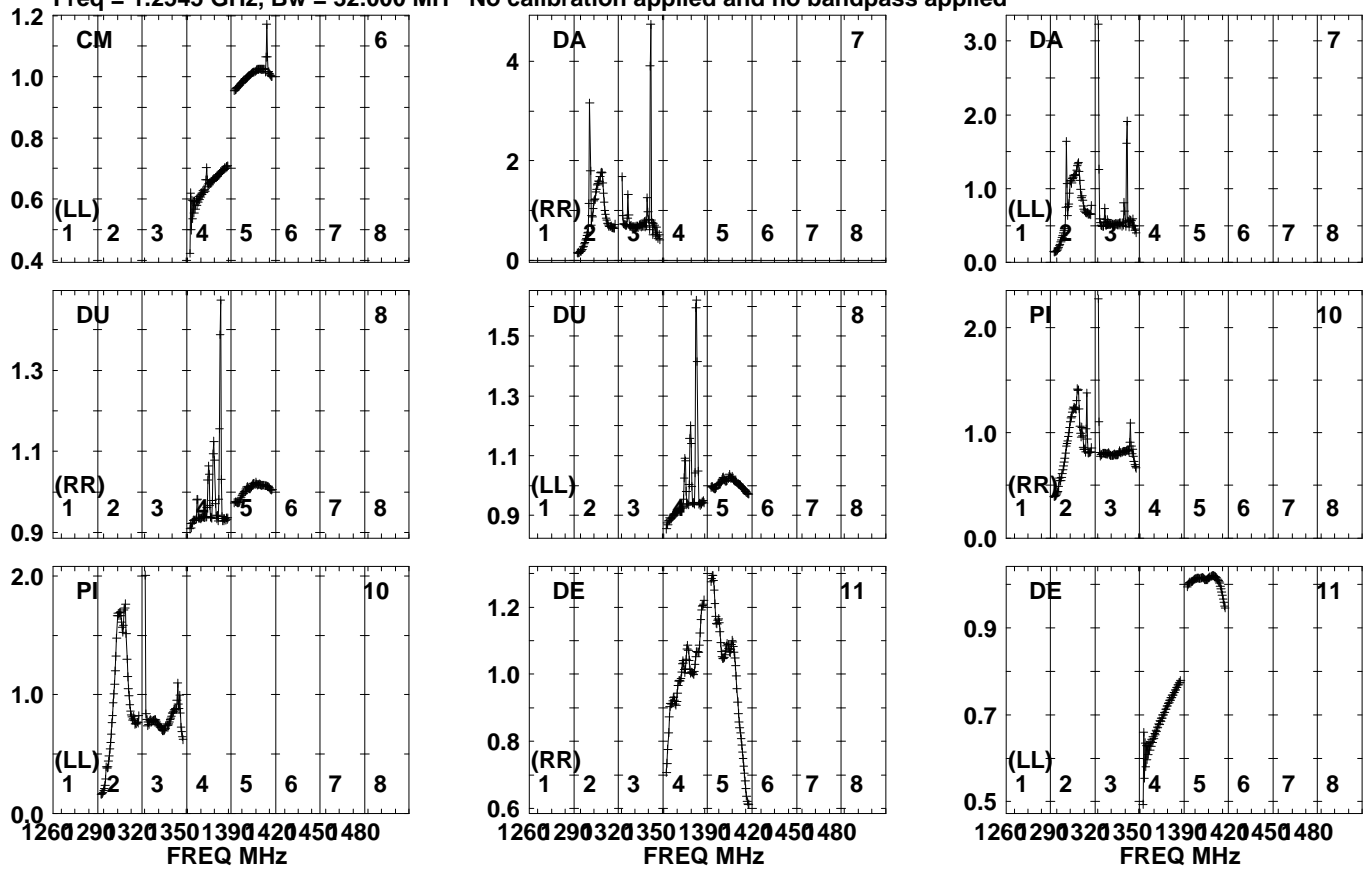 Freq = 1.2545 GHz, Bw = 32.000 MH No calibration applied and no bandpass applied
CM 6
1.2
1.0
0.8
0.6
0.4
(LL)
1 2 3 4 5 6 7 8
DA 7
4
2
0
(RR)
1 2 3 4 5 6 7 8
DA 7
3.0
2.0
1.0
0.0
(LL)
1 2 3 4 5 6 7 8
DU 8
1.3
1.1
0.9
(RR)
1 2 3 4 5 6 7 8
DU 8
1.5
1.3
1.1
0.9
(LL)
1 2 3 4 5 6 7 8
PI 10
2.0
1.0
0.0
(RR)
1 2 3 4 5 6 7 8
PI 10
2.0
1.0
0.0
(LL)
1 2 3 4 5 6 7 8
1260 1290 1320 1350 1390 1420 1450 1480
FREQ MHz
DE 11
1.2
1.0
0.8
0.6
(RR)
1 2 3 4 5 6 7 8
1260 1290 1320 1350 1390 1420 1450 1480
FREQ MHz
DE 11
0.9
0.7
0.5
(LL)
1 2 3 4 5 6 7 8
1260 1290 1320 1350 1390 1420 1450 1480
FREQ MHz